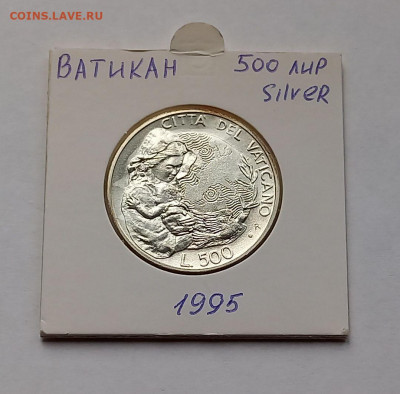 COINS.LAVE.RU
ВАТИКАН 500 ЛИР
SilveR
CITTA' DEL VATICANO
L. 500
1995